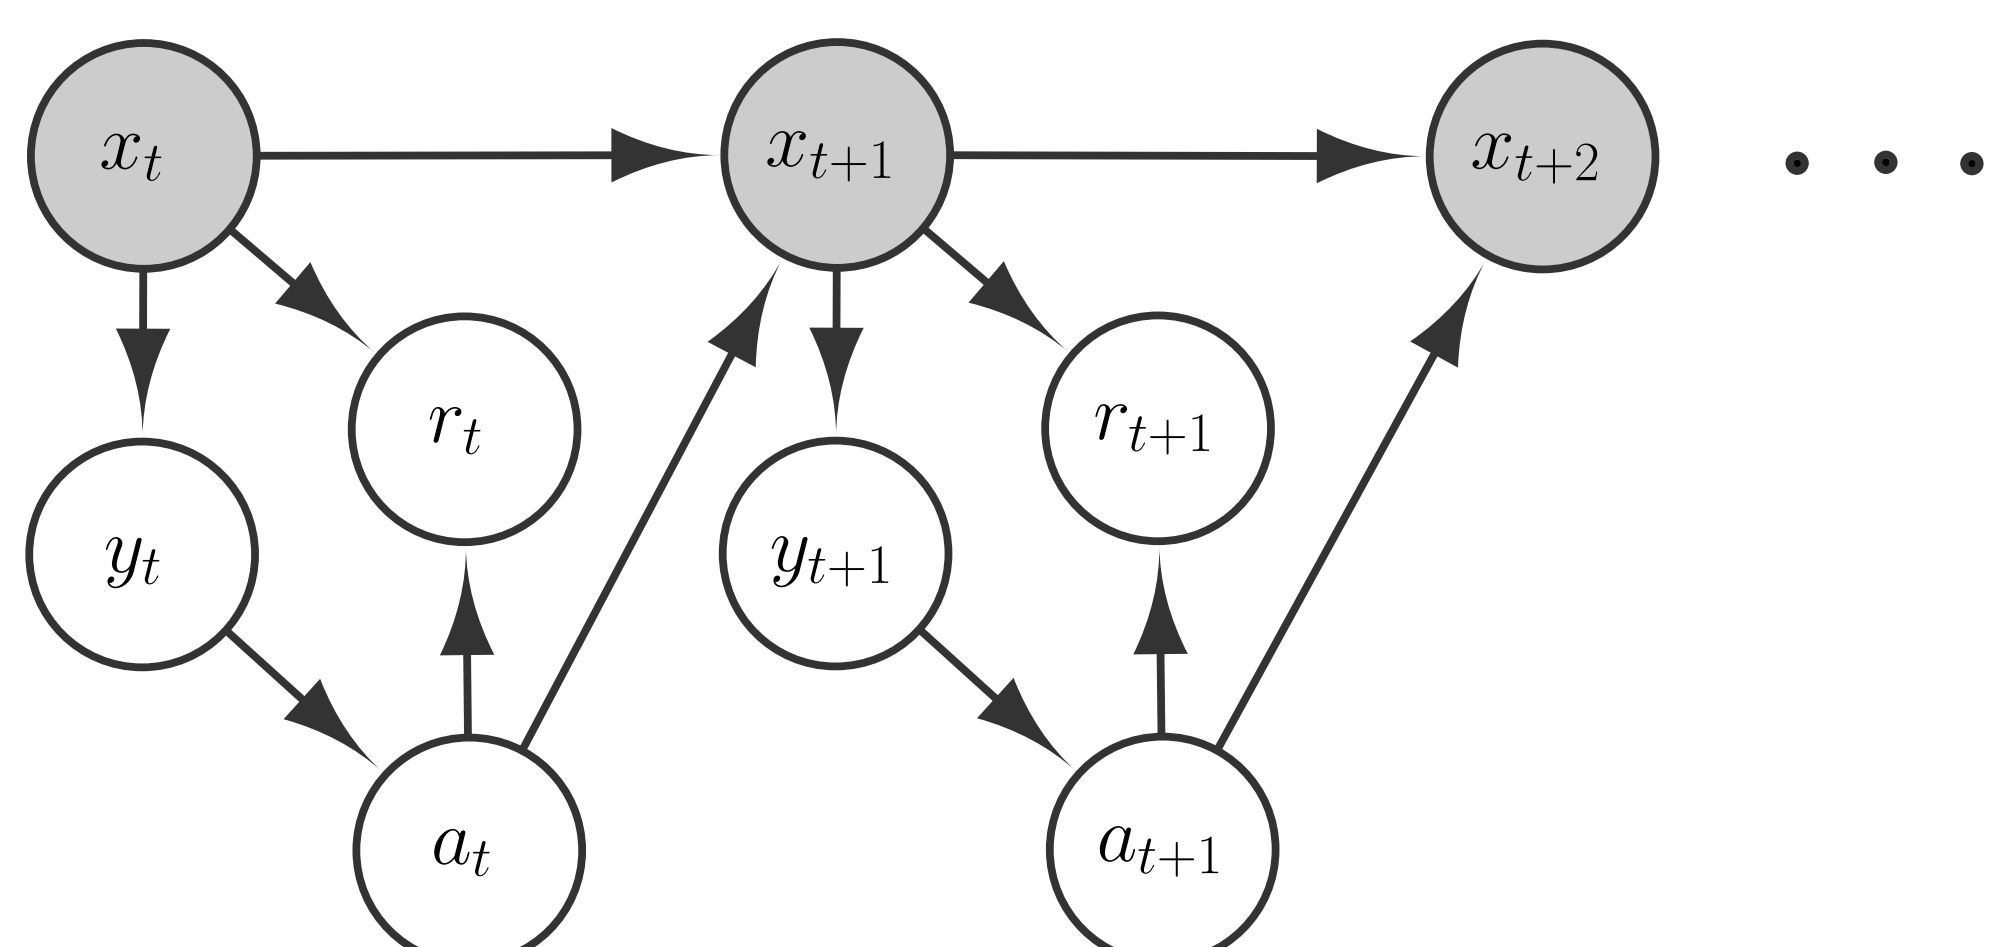 x_t x_{t+1} x_{t+2} . . .
r_t r_{t+1}
y_t y_{t+1}
a_t a_{t+1}